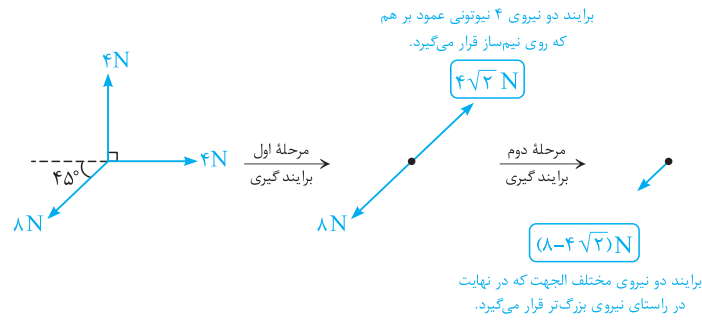 ۴N
۴N
۴۵°
۸N
مرحلهٔ اول
برایند گیری
برایند دو نیروی ۴ نیوتونی عمود بر هم
که روی نیم‌ساز قرار می‌گیرد.
۴√۲ N
۸N
مرحلهٔ دوم
برایند گیری
(۸-۴√۲)N
برایند دو نیروی مختلف الجهت که در نهایت
در راستای نیروی بزرگ‌تر قرار می‌گیرد.